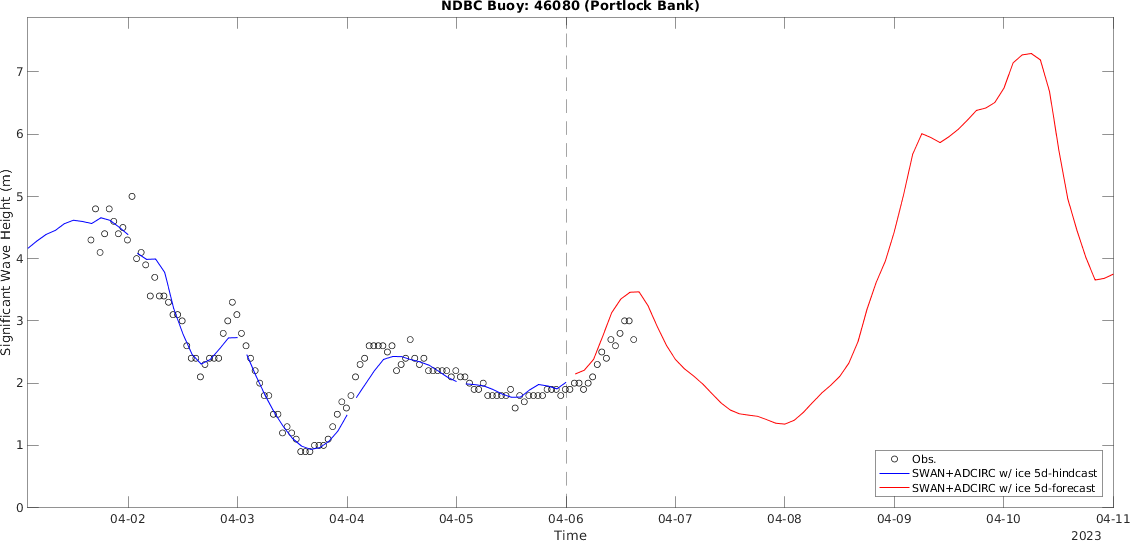 NDBC Buoy: 46080 (Portlock Bank)
7
6
5
4
3
2
1
0
Significant Wave Height (m)
04-02 04-03 04-04 04-05 04-06 04-07 04-08 04-09 04-10 04-11
Time
2023
Obs.
SWAN+ADCIRC w/ ice 5d-hindcast
SWAN+ADCIRC w/ ice 5d-forecast